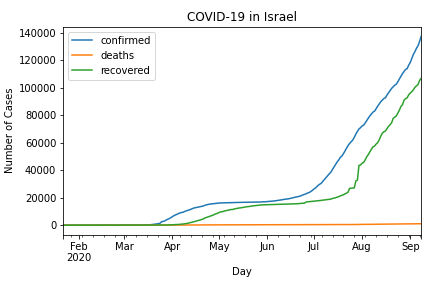 COVID-19 in Israel
confirmed
deaths
recovered
Number of Cases
140000
120000
100000
80000
60000
40000
20000
0
Feb Mar Apr May Jun Jul Aug Sep
2020
Day